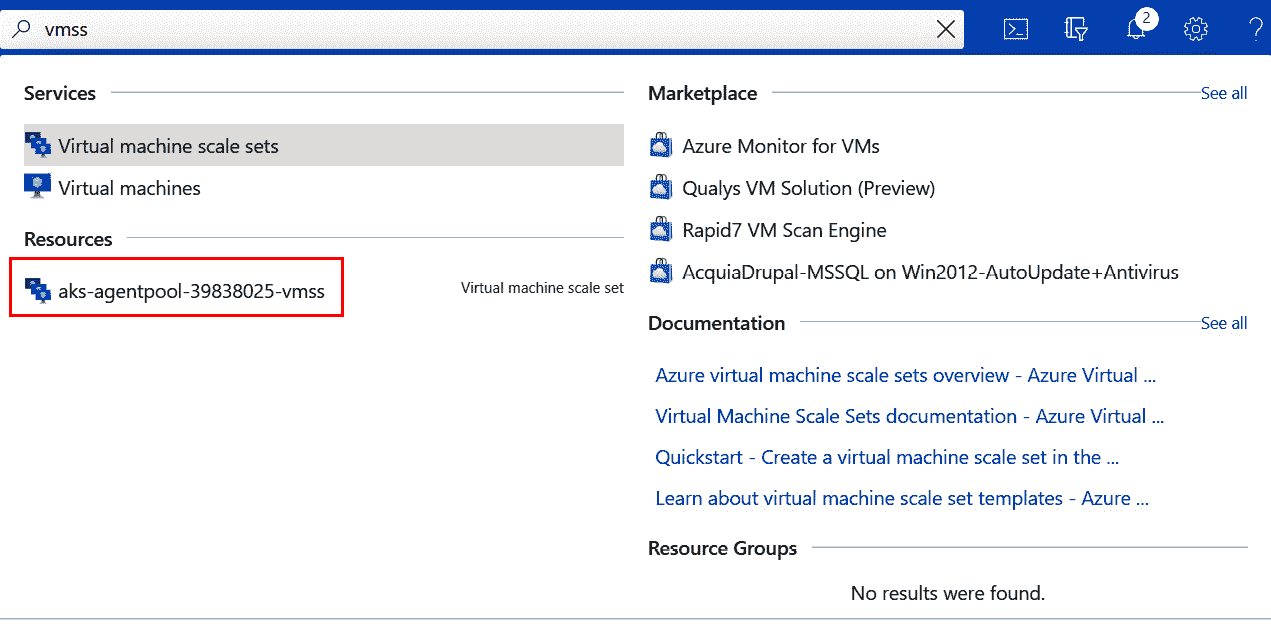 vmss
2
?
Services
Virtual machine scale sets
Virtual machines
Resources
aks-agentpool-39838025-vmss
Virtual machine scale set
Marketplace
See all
Azure Monitor for VMs
Qualys VM Solution (Preview)
Rapid7 VM Scan Engine
AcquiaDrupal-MSSQL on Win2012-AutoUpdate+Antivirus
Documentation
See all
Azure virtual machine scale sets overview - Azure Virtual ...
Virtual Machine Scale Sets documentation - Azure Virtual ...
Quickstart - Create a virtual machine scale set in the ...
Learn about virtual machine scale set templates - Azure ...
Resource Groups
No results were found.